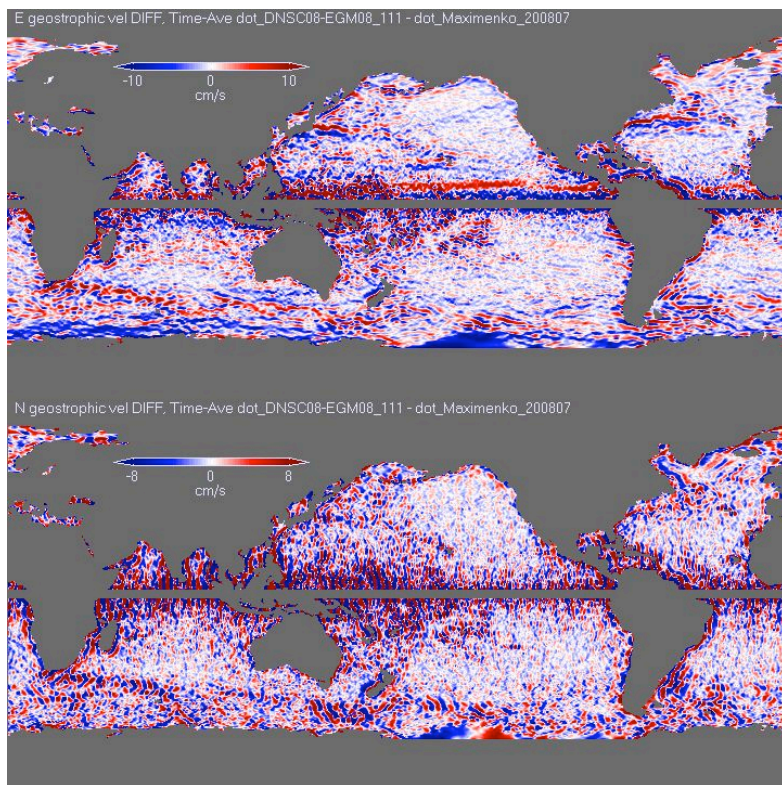 E geostrophic vel DIFF, Time-Ave dot_DNSC08-EGM08_111 - dot_Maximenko_200807
-10 0 10
cm/s
N geostrophic vel DIFF, Time-Ave dot_DNSC08-EGM08_111 - dot_Maximenko_200807
-8 0 8
cm/s